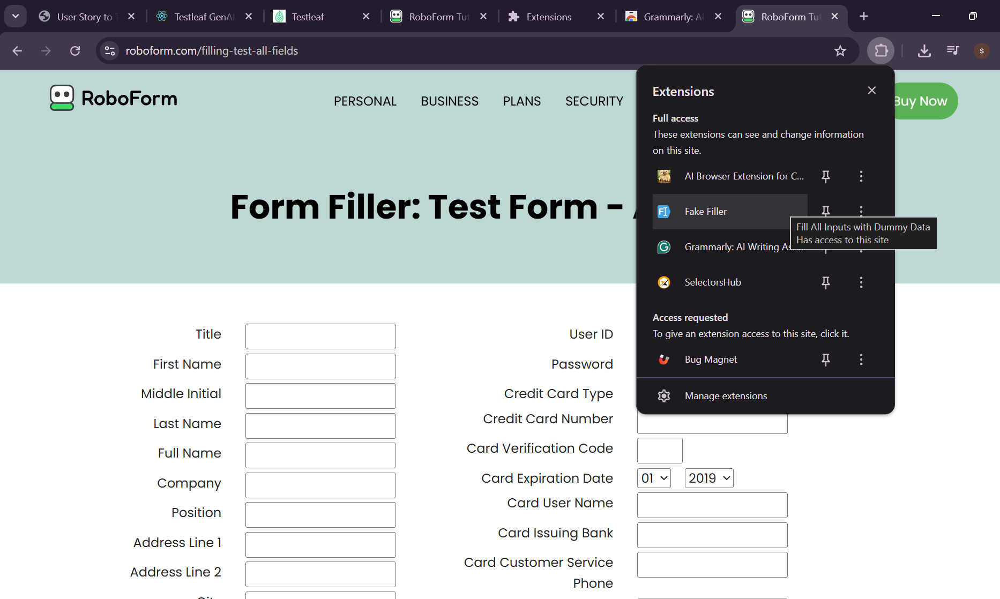 User Story to
Testleaf GenAI
Testleaf
RoboForm Tut
Extensions
Grammarly: AI
RoboForm Tut
roboform.com/filling-test-all-fields
S
RoboForm
PERSONAL
BUSINESS
PLANS
SECURITY
Buy Now
Form Filler: Test Form -
Extensions
Full access
These extensions can see and change information
on this site.
AI Browser Extension for C...
Fake Filler
Fill All Inputs with Dummy Data
Has access to this site
Grammarly: AI Writing
SelectorsHub
Access requested
To give an extension access to this site, click it.
Bug Magnet
Manage extensions
Title
First Name
Middle Initial
Last Name
Full Name
Company
Position
Address Line 1
Address Line 2
User ID
Password
Credit Card Type
Credit Card Number
Card Verification Code
Card Expiration Date
01
2019
Card User Name
Card Issuing Bank
Card Customer Service
Phone